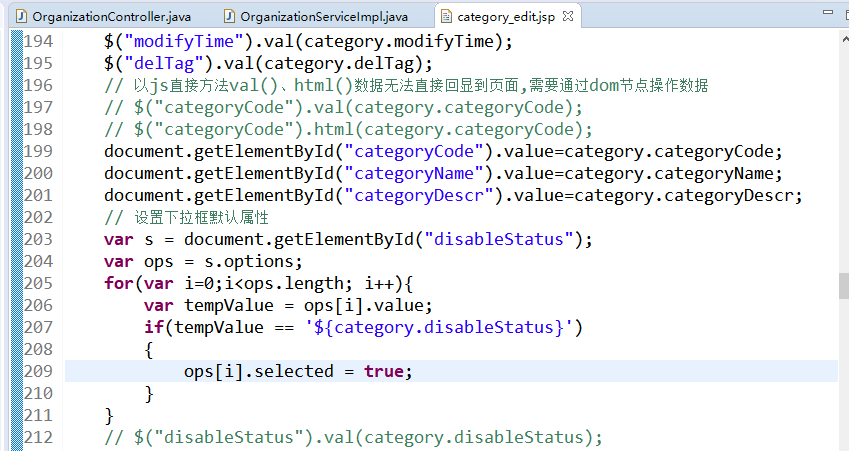 OrganizationController.java OrganizationServiceImpl.java category_edit.jsp
194 $("modifyTime").val(category.modifyTime);
195 $("delTag").val(category.delTag);
196 // 以js直接方法val()、html()数据无法直接回显到页面,需要通过dom节点操作数据
197 // $("categoryCode").val(category.categoryCode);
198 // $("categoryCode").html(category.categoryCode);
199 document.getElementById("categoryCode").value=category.categoryCode;
200 document.getElementById("categoryName").value=category.categoryName;
201 document.getElementById("categoryDescr").value=category.categoryDescr;
202 // 设置下拉框默认属性
203 var s = document.getElementById("disableStatus");
204 var ops = s.options;
205 for(var i=0;i<ops.length; i++){
206 var tempValue = ops[i].value;
207 if(tempValue == '${category.disableStatus}')
208 {
209 ops[i].selected = true;
210 }
211 }
212 // $("disableStatus").val(category.disableStatus);